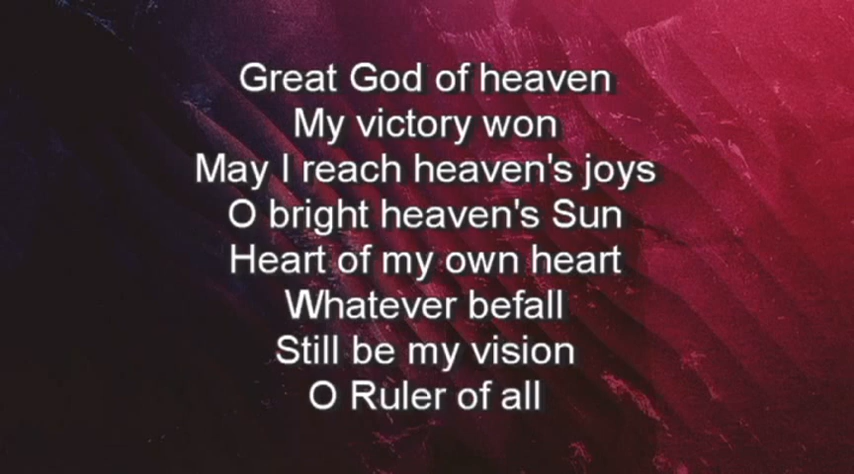 Great God of heaven
My victory won
May I reach heaven's joys
O bright heaven's Sun
Heart of my own heart
Whatever befall
Still be my vision
O Ruler of all